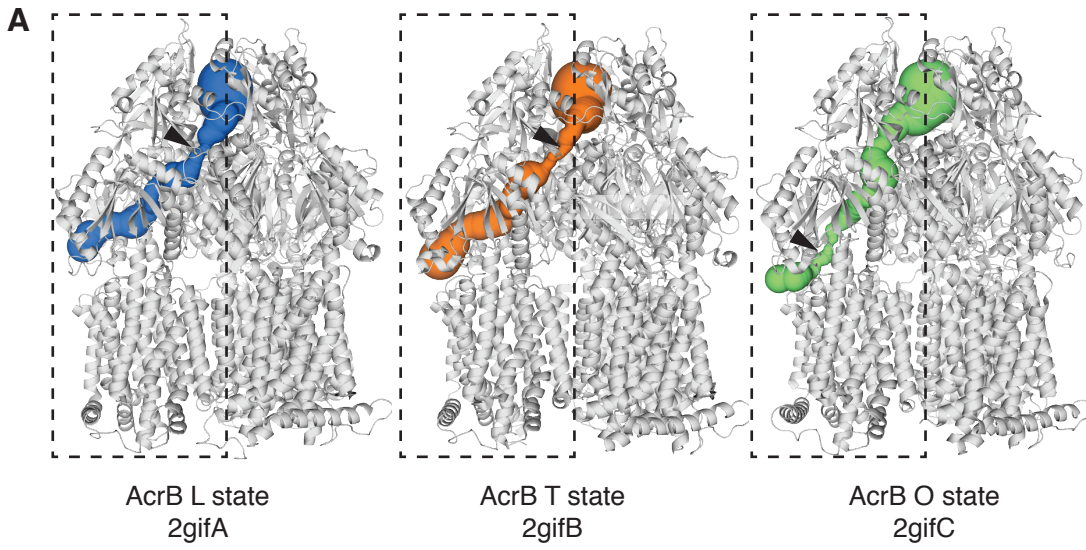 A
AcrB L state
2gifA
AcrB T state
2gifB
AcrB O state
2gifC